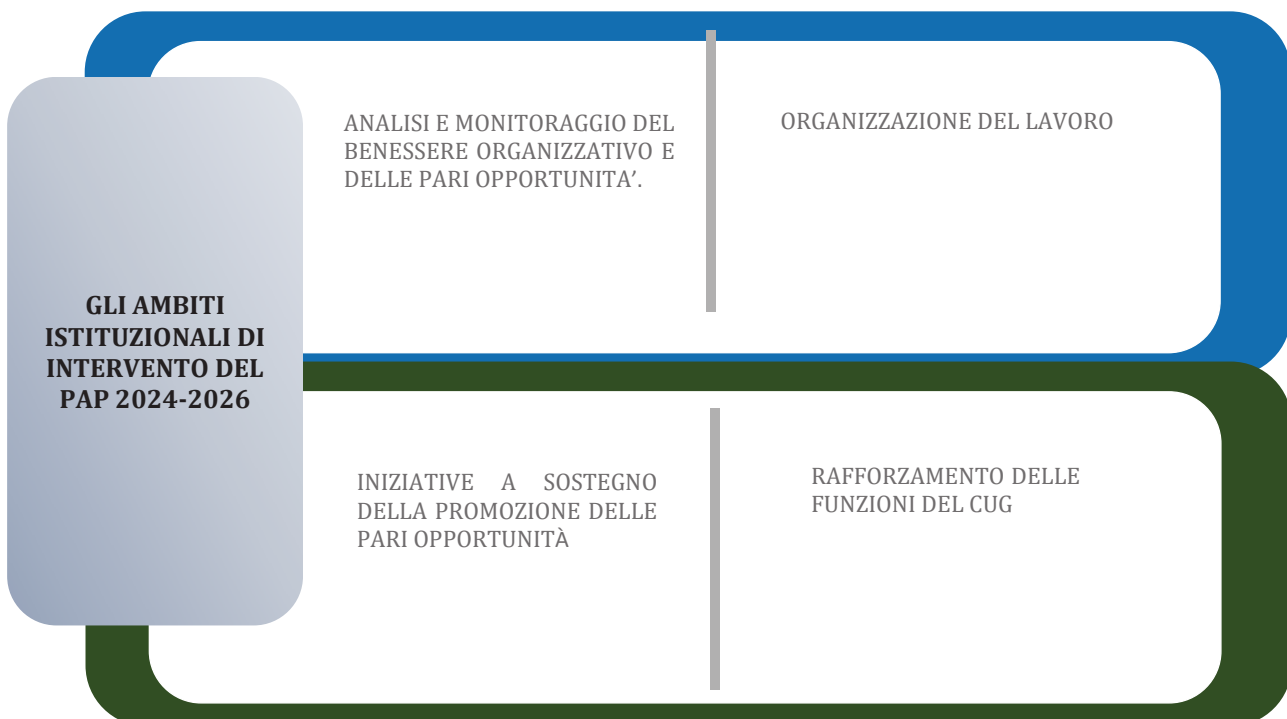 GLI AMBITI
ISTITUZIONALI DI
INTERVENTO DEL
PAP 2024-2026
ANALISI E MONITORAGGIO DEL
BENESSERE ORGANIZZATIVO E
DELLE PARI OPPORTUNITA’.
ORGANIZZAZIONE DEL LAVORO
INIZIATIVE A SOSTEGNO
DELLA PROMOZIONE DELLE
PARI OPPORTUNITÀ
RAFFORZAMENTO DELLE
FUNZIONI DEL CUG